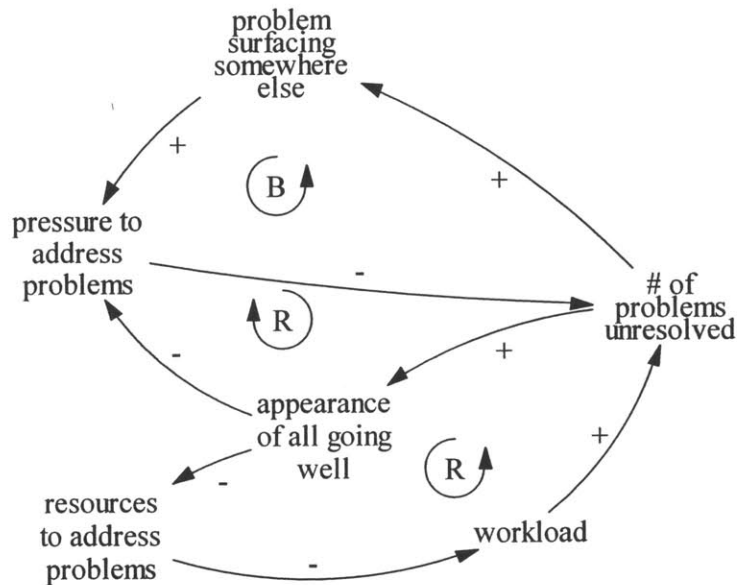 problem
surfacing
somewhere
else
+
+
B
pressure to
address
problems
-
# of
problems
unresolved
R
-
+
appearance
of all going
well
+
R
-
resources
to address
problems
workload
-